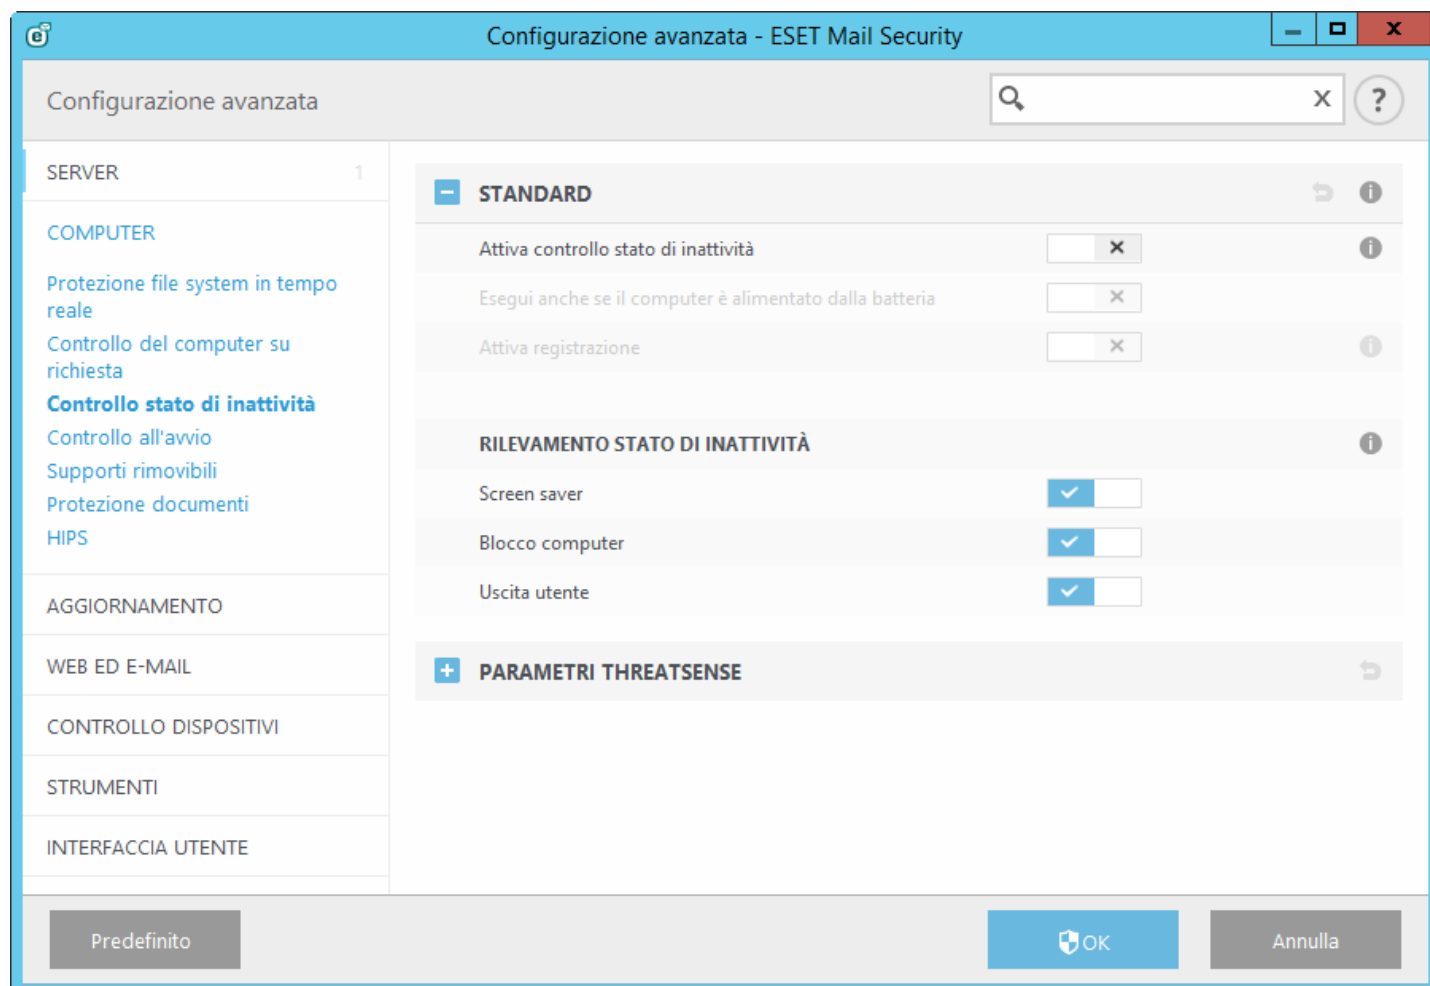 Configurazione avanzata - ESET Mail Security
Configurazione avanzata
SERVER 1
COMPUTER
Protezione file system in tempo
reale
Controllo del computer su
richiesta
Controllo stato di inattività
Controllo all'avvio
Supporti rimovibili
Protezione documenti
HIPS
AGGIORNAMENTO
WEB ED E-MAIL
CONTROLLO DISPOSITIVI
STRUMENTI
INTERFACCIA UTENTE
STANDARD
Attiva controllo stato di inattività
Esegui anche se il computer è alimentato dalla batteria
Attiva registrazione
RILEVAMENTO STATO DI INATTIVITÀ
Screen saver
Blocco computer
Uscita utente
PARAMETRI THREATSENSE
Predefinito
OK
Annulla